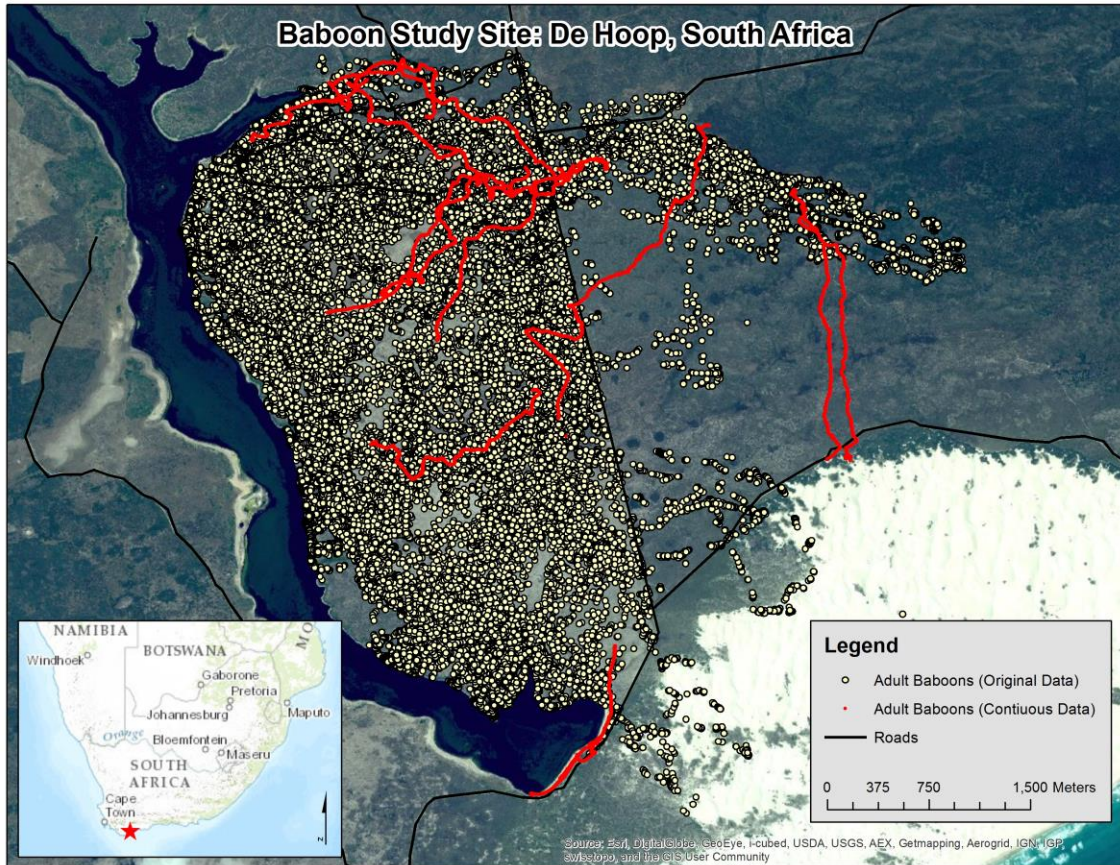 Baboon Study Site: De Hoop, South Africa
NAMIBIA
Windhoek
BOTSWANA
MO
Gaborone
Pretoria
Johannesburg
Maputo
Orange
Bloemfontein
Maseru
SOUTH
AFRICA
Cape
Town
N
Legend
Adult Baboons (Original Data)
Adult Baboons (Contiuous Data)
Roads
0 375 750 1,500 Meters
Source: Esri, DigitalGlobe, GeoEye, i-cubed, USDA, USGS, AEX, Getmapping, Aerogrid, IGN, IGP,
swisstopo, and the GIS User Community